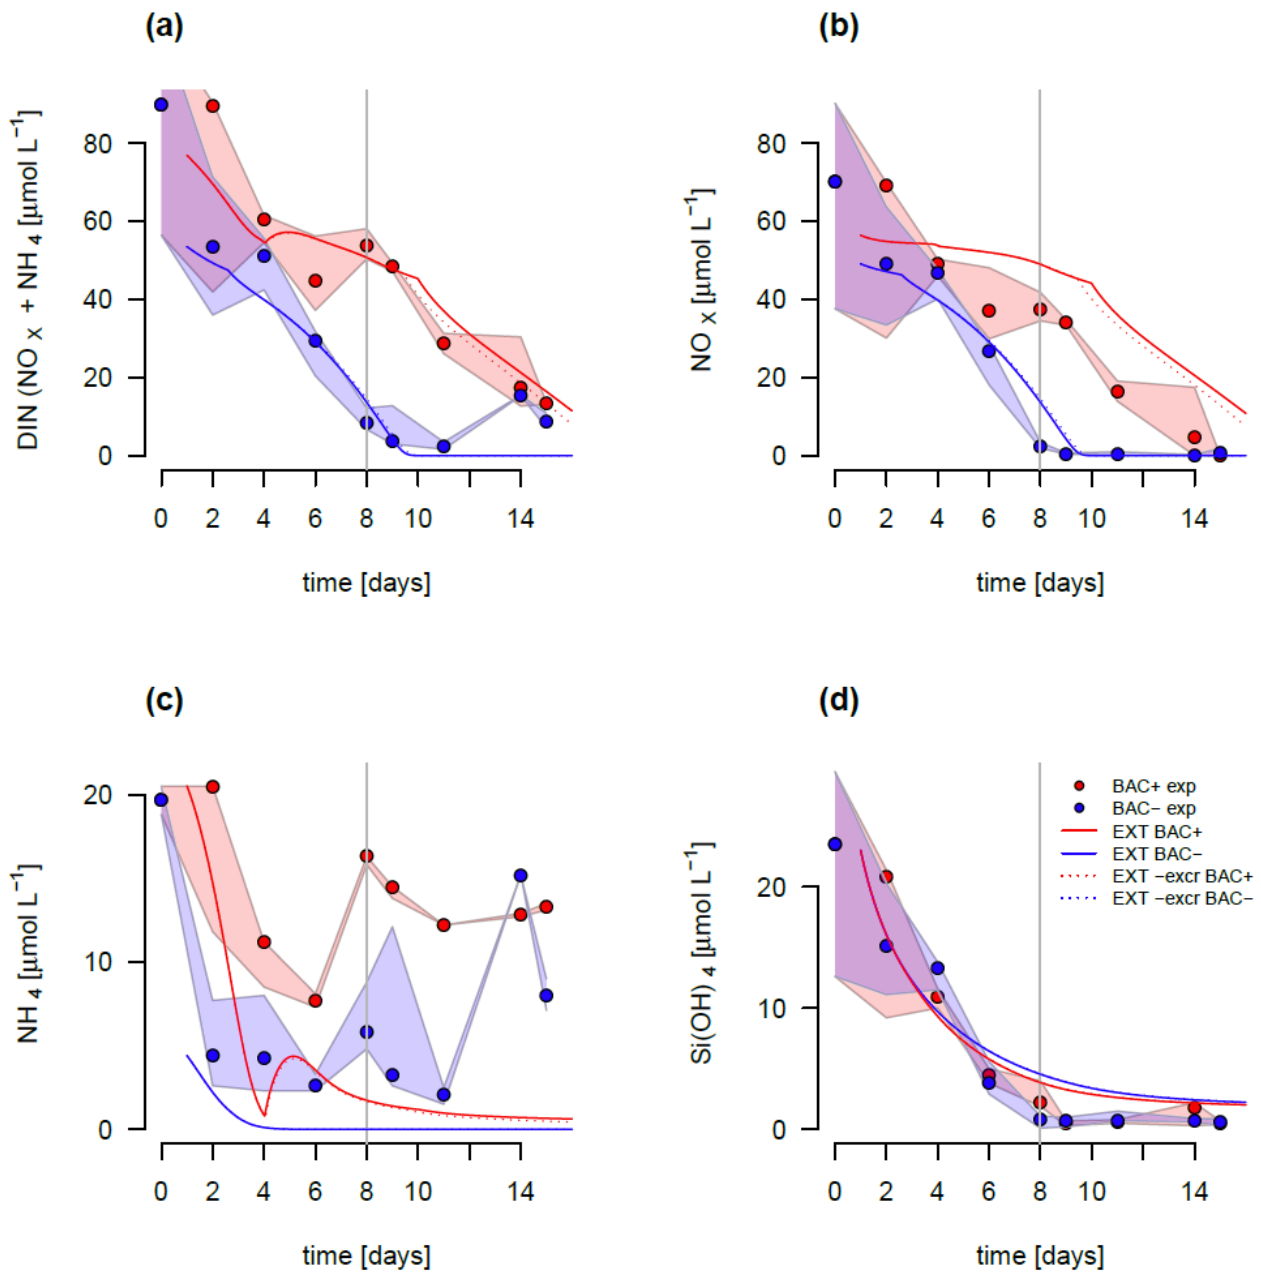 (a)
DIN (NO X + NH 4 [µmol L−1]
80
60
40
20
0
0 2 4 6 8 10 14
time [days]
(b)
NO X [µmol L−1]
80
60
40
20
0
0 2 4 6 8 10 14
time [days]
(c)
NH 4 [µmol L−1]
20
10
0
0 2 4 6 8 10 14
time [days]
(d)
Si(OH) 4 [µmol L−1]
20
10
0
0 2 4 6 8 10 14
time [days]
BAC+ exp
BAC− exp
EXT BAC+
EXT BAC−
EXT −excr BAC+
EXT −excr BAC−